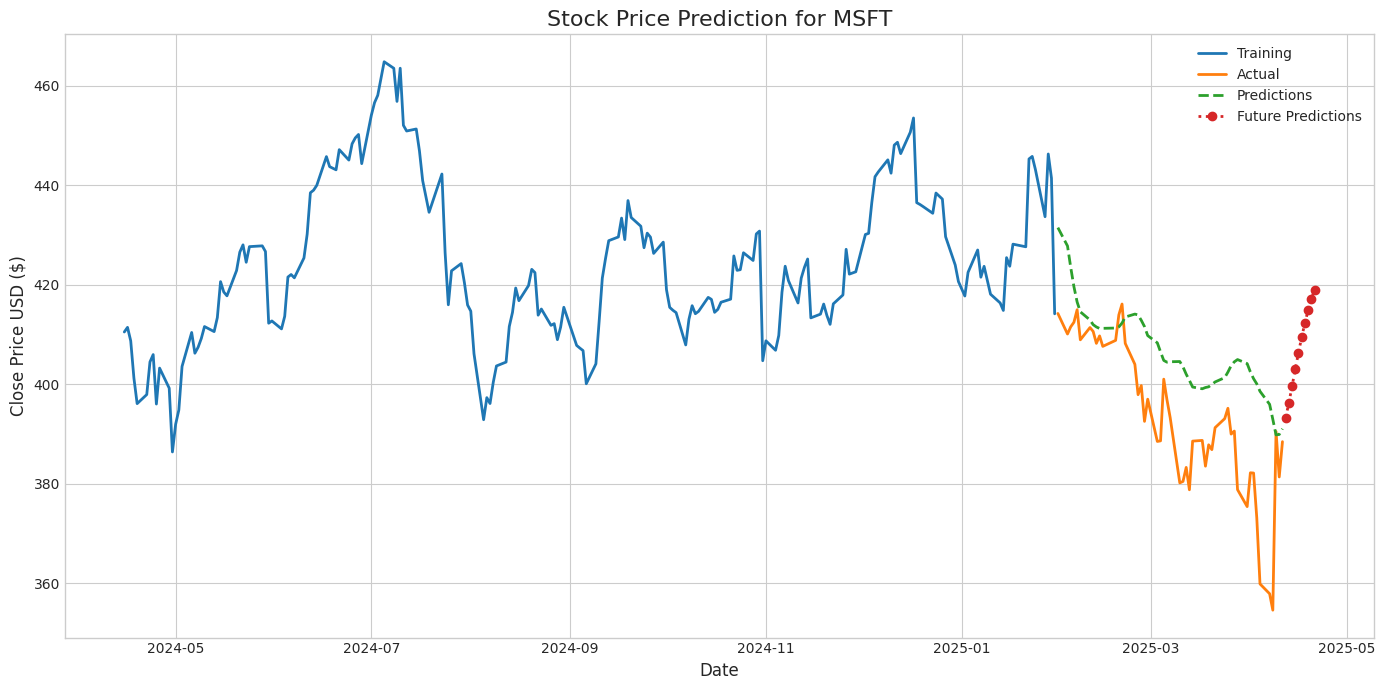 Stock Price Prediction for MSFT
Training
Actual
Predictions
Future Predictions
Close Price USD ($)
460
440
420
400
380
360
2024-05
2024-07
2024-09
2024-11
2025-01
2025-03
2025-05
Date